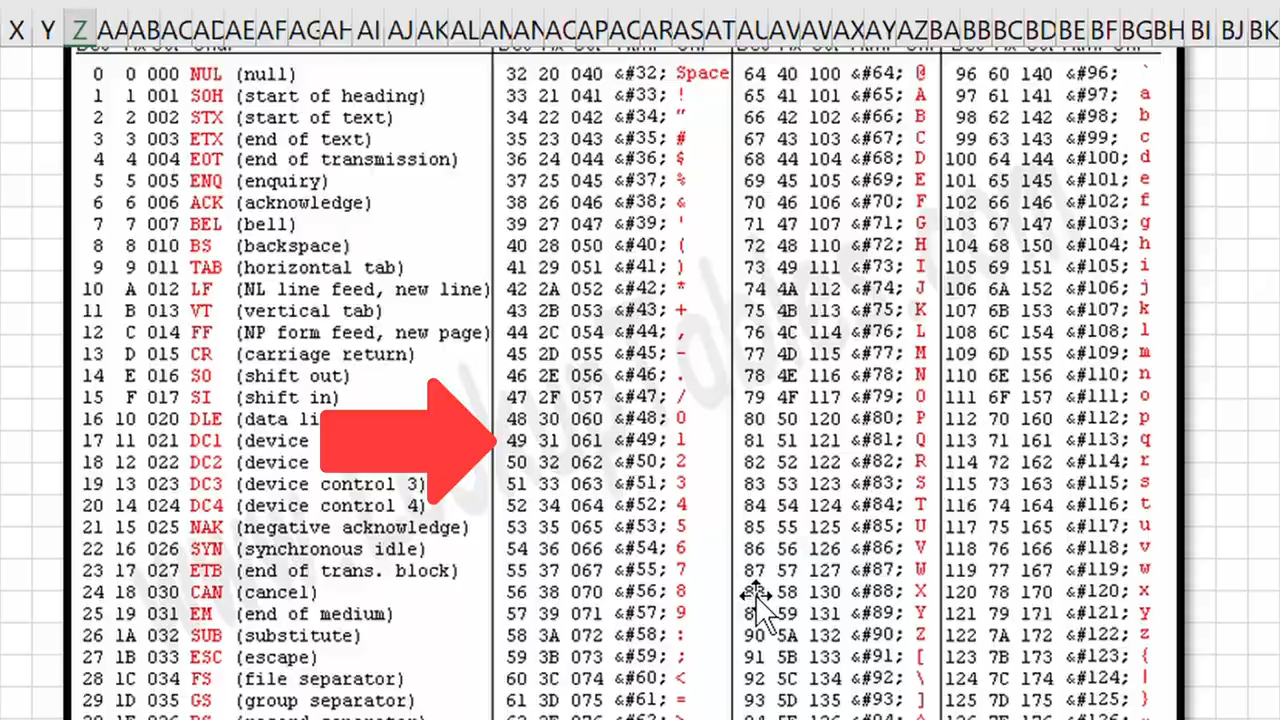 X Y Z AA AB AC AD AE AF AG AH AI AJ AK AL AM AN AO AP AQ AR AS AT AU AV AW AX AY AZ BA BB BC BD BE BF BG BH BI BJ BK
0 0 000 NUL (null) 32 20 040 &#32; Space 64 40 100 &#64; @ 96 60 140 &#96; `
1 1 001 SOH (start of heading) 33 21 041 &#33; ! 65 41 101 &#65; A 97 61 141 &#97; a
2 2 002 STX (start of text) 34 22 042 &#34; " 66 42 102 &#66; B 98 62 142 &#98; b
3 3 003 ETX (end of text) 35 23 043 &#35; # 67 43 103 &#67; C 99 63 143 &#99; c
4 4 004 EOT (end of transmission) 36 24 044 &#36; $ 68 44 104 &#68; D 100 64 144 &#100; d
5 5 005 ENQ (enquiry) 37 25 045 &#37; % 69 45 105 &#69; E 101 65 145 &#101; e
6 6 006 ACK (acknowledge) 38 26 046 &#38; & 70 46 106 &#70; F 102 66 146 &#102; f
7 7 007 BEL (bell) 39 27 047 &#39; ' 71 47 107 &#71; G 103 67 147 &#103; g
8 8 010 BS (backspace) 40 28 050 &#40; ( 72 48 110 &#72; H 104 68 150 &#104; h
9 9 011 TAB (horizontal tab) 41 29 051 &#41; ) 73 49 111 &#73; I 105 69 151 &#105; i
10 A 012 LF (NL line feed, new line) 42 2A 052 &#42; * 74 4A 112 &#74; J 106 6A 152 &#106; j
11 B 013 VT (vertical tab) 43 2B 053 &#43; + 75 4B 113 &#75; K 107 6B 153 &#107; k
12 C 014 FF (NP form feed, new page) 44 2C 054 &#44; , 76 4C 114 &#76; L 108 6C 154 &#108; l
13 D 015 CR (carriage return) 45 2D 055 &#45; - 77 4D 115 &#77; M 109 6D 155 &#109; m
14 E 016 SO (shift out) 46 2E 056 &#46; . 78 4E 116 &#78; N 110 6E 156 &#110; n
15 F 017 SI (shift in) 47 2F 057 &#47; / 79 4F 117 &#79; O 111 6F 157 &#111; o
16 10 020 DLE (data 48 30 060 &#48; 0 80 50 120 &#80; P 112 70 160 &#112; p
17 11 021 DC1 (device 49 31 061 &#49; 1 81 51 121 &#81; Q 113 71 161 &#113; q
18 12 022 DC2 (device 50 32 062 &#50; 2 82 52 122 &#82; R 114 72 162 &#114; r
19 13 023 DC3 (device control 3) 51 33 063 &#51; 3 83 53 123 &#83; S 115 73 163 &#115; s
20 14 024 DC4 (device control 4) 52 34 064 &#52; 4 84 54 124 &#84; T 116 74 164 &#116; t
21 15 025 NAK (negative acknowledge) 53 35 065 &#53; 5 85 55 125 &#85; U 117 75 165 &#117; u
22 16 026 SYN (synchronous idle) 54 36 066 &#54; 6 86 56 126 &#86; V 118 76 166 &#118; v
23 17 027 ETB (end of trans. block) 55 37 067 &#55; 7 87 57 127 &#87; W 119 77 167 &#119; w
24 18 030 CAN (cancel) 56 38 070 &#56; 8 58 130 &#88; X 120 78 170 &#120; x
25 19 031 EM (end of medium) 57 39 071 &#57; 9 59 131 &#89; Y 121 79 171 &#121; y
26 1A 032 SUB (substitute) 58 3A 072 &#58; : 90 5A 132 &#90; Z 122 7A 172 &#122; z
27 1B 033 ESC (escape) 59 3B 073 &#59; ; 91 5B 133 &#91; [ 123 7B 173 &#123; {
28 1C 034 FS (file separator) 60 3C 074 &#60; < 92 5C 134 &#92; \ 124 7C 174 &#124; |
29 1D 035 GS (group separator) 61 3D 075 &#61; = 93 5D 135 &#93; ] 125 7D 175 &#125; }